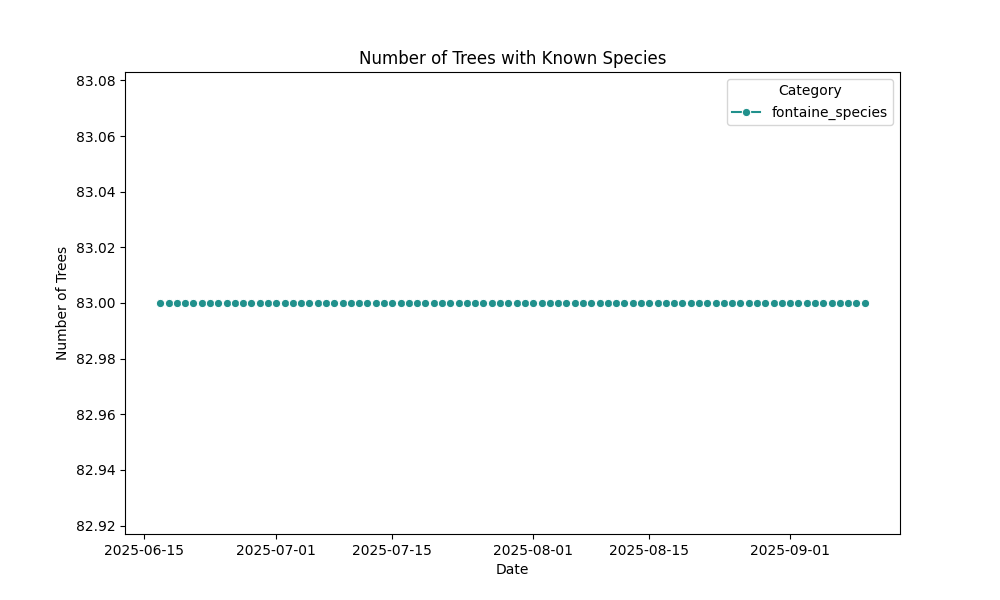 Number of Trees with Known Species
Category
fontaine_species
Number of Trees
83.08
83.06
83.04
83.02
83.00
82.98
82.96
82.94
82.92
2025-06-15 2025-07-01 2025-07-15 2025-08-01 2025-08-15 2025-09-01
Date